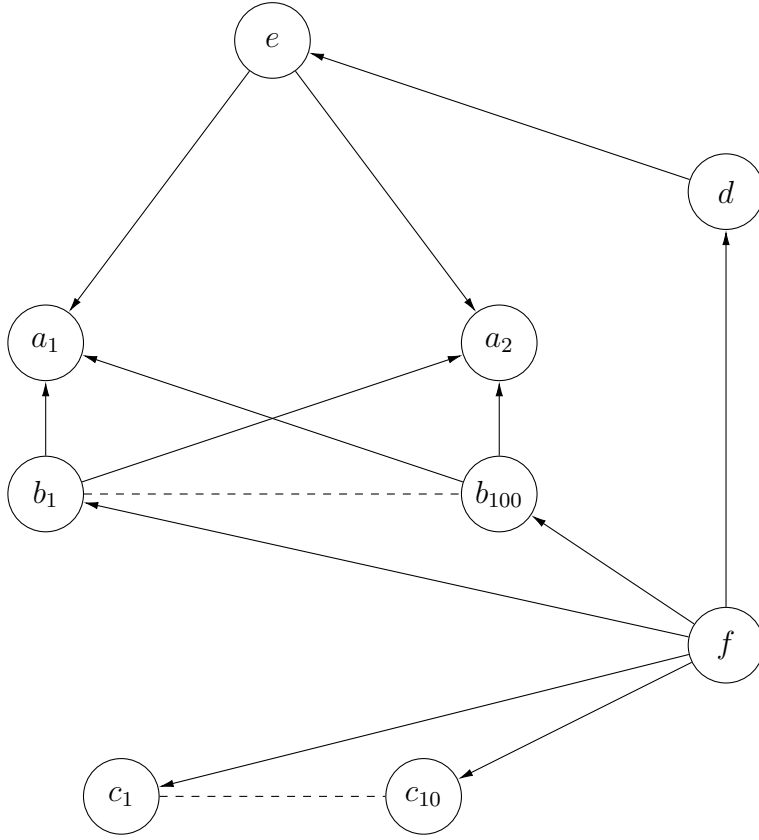 e
d
a₁ a₂
b₁ b₁₀₀
f
c₁ c₁₀